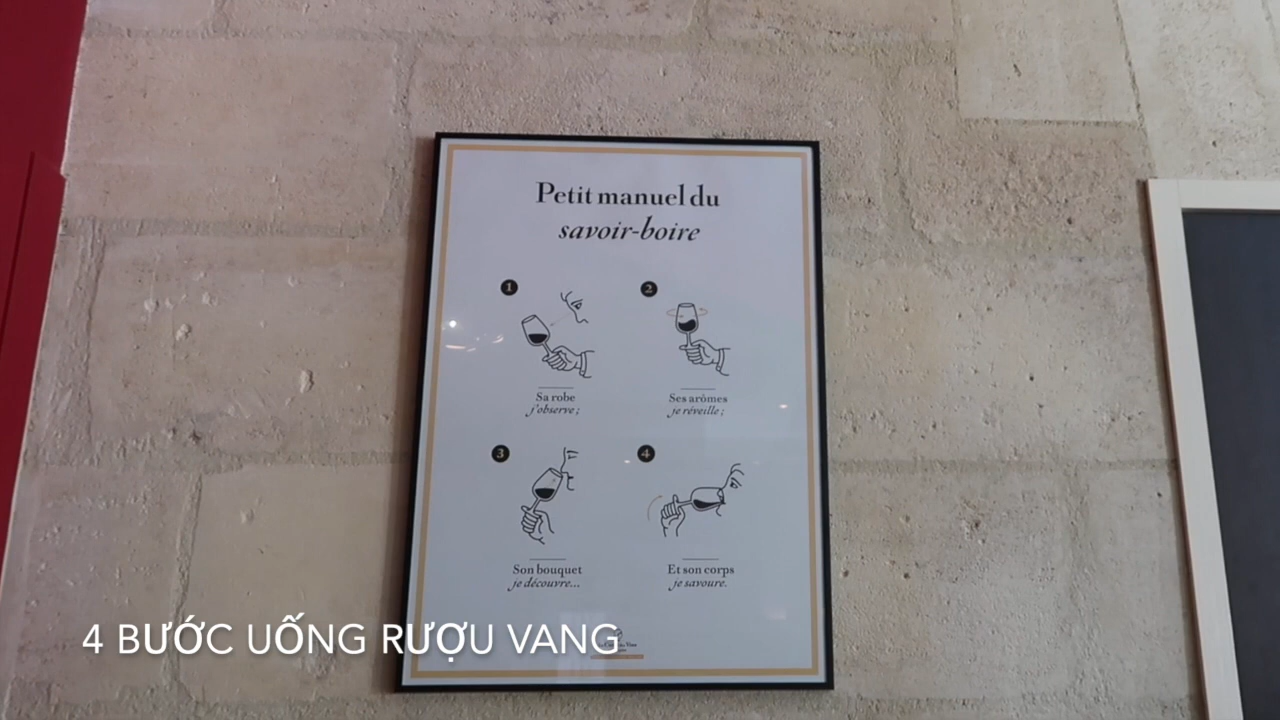 Petit manuel du
savoir-boire
1
2
Sa robe
j'observe ;
Ses arômes
je réveille ;
3
4
Son bouquet
je découvre...
Et son corps
je savoure.
4 BƯỚC UỐNG RƯỢU VANG